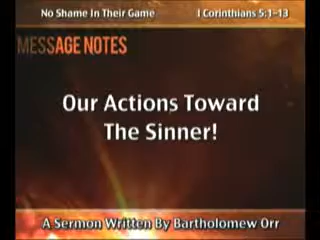 No Shame In Their Game
I Corinthians 5:1-13
MESSAGE NOTES
Our Actions Toward
The Sinner!
A Sermon Written By Bartholomew Orr